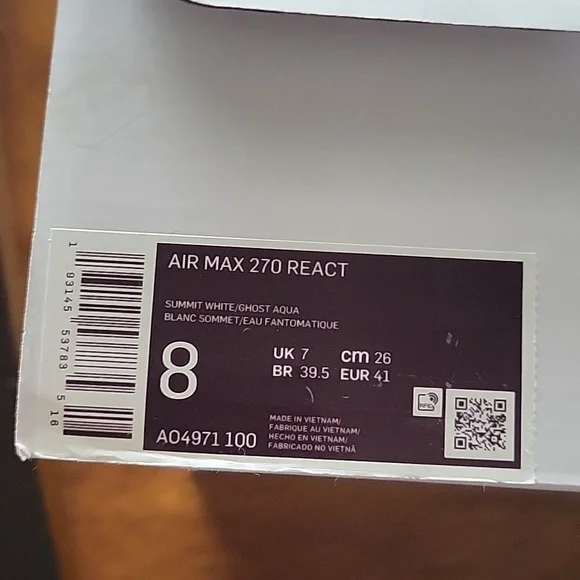 AIR MAX 270 REACT
SUMMIT WHITE/GHOST AQUA
BLANC SOMMET/EAU FANTOMATIQUE
8
UK 7 cm 26
BR 39.5 EUR 41
AO4971 100
MADE IN VIETNAM/
FABRIQUE AU VIETNAM/
HECHO EN VIETNAM/
FABRICADO NO VIETNÃ
RFID
1 93145 53783 5 18